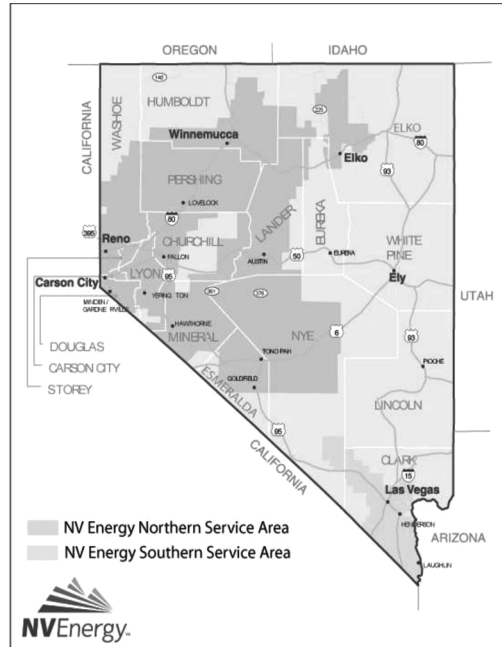 OREGON
IDAHO
140
CALIFORNIA
WASHOE
HUMBOLDT
225
ELKO
Winnemucca
80
Elko
93
PERSHING
LOVELOCK
LANDER
EUREKA
80
395
Reno
CHURCHILL
FALLON
WHITE
PINE
AUSTIN
50
EUREKA
LYON
95
Carson City
Ely
UTAH
YERINGTON
361
376
MINDEN/
GARDNERVILLE
HAWTHORNE
MINERAL
NYE
6
93
DOUGLAS
TONOPAH
CARSON CITY
PIOCHE
STOREY
GOLDFIELD
ESMERALDA
LINCOLN
95
CALIFORNIA
CLARK
15
Las Vegas
HENDERSON
NV Energy Northern Service Area
NV Energy Southern Service Area
ARIZONA
LAUGHLIN
NVEnergy